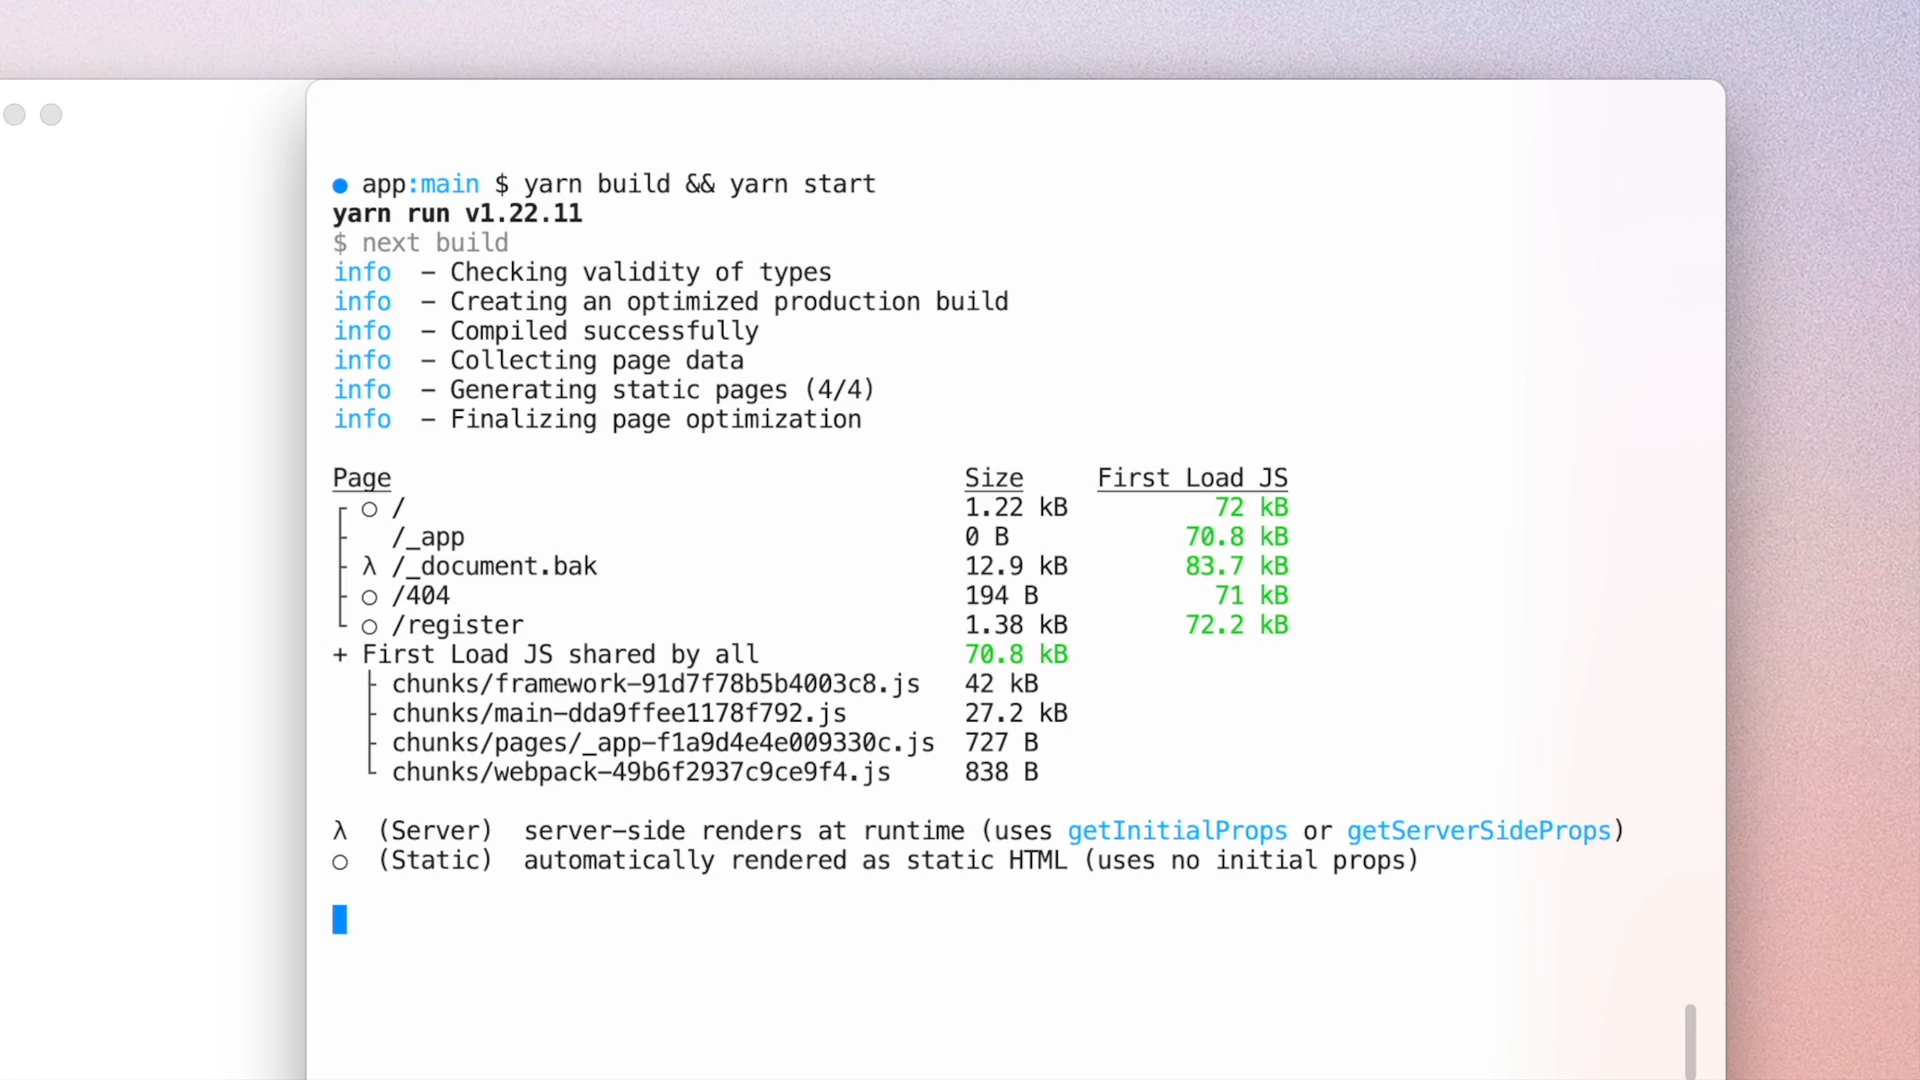 ● app:main $ yarn build && yarn start
yarn run v1.22.11
$ next build
info  – Checking validity of types
info  – Creating an optimized production build
info  – Compiled successfully
info  – Collecting page data
info  – Generating static pages (4/4)
info  – Finalizing page optimization
Page Size First Load JS
┌ ○ / 1.22 kB 72 kB
├   /_app 0 B 70.8 kB
├ λ /_document.bak 12.9 kB 83.7 kB
├ ○ /404 194 B 71 kB
└ ○ /register 1.38 kB 72.2 kB
+ First Load JS shared by all 70.8 kB
├ chunks/framework-91d7f78b5b4003c8.js 42 kB
├ chunks/main-dda9ffee1178f792.js 27.2 kB
├ chunks/pages/_app-f1a9d4e4e009330c.js 727 B
└ chunks/webpack-49b6f2937c9ce9f4.js 838 B
λ  (Server)  server-side renders at runtime (uses getInitialProps or getServerSideProps)
○  (Static)  automatically rendered as static HTML (uses no initial props)